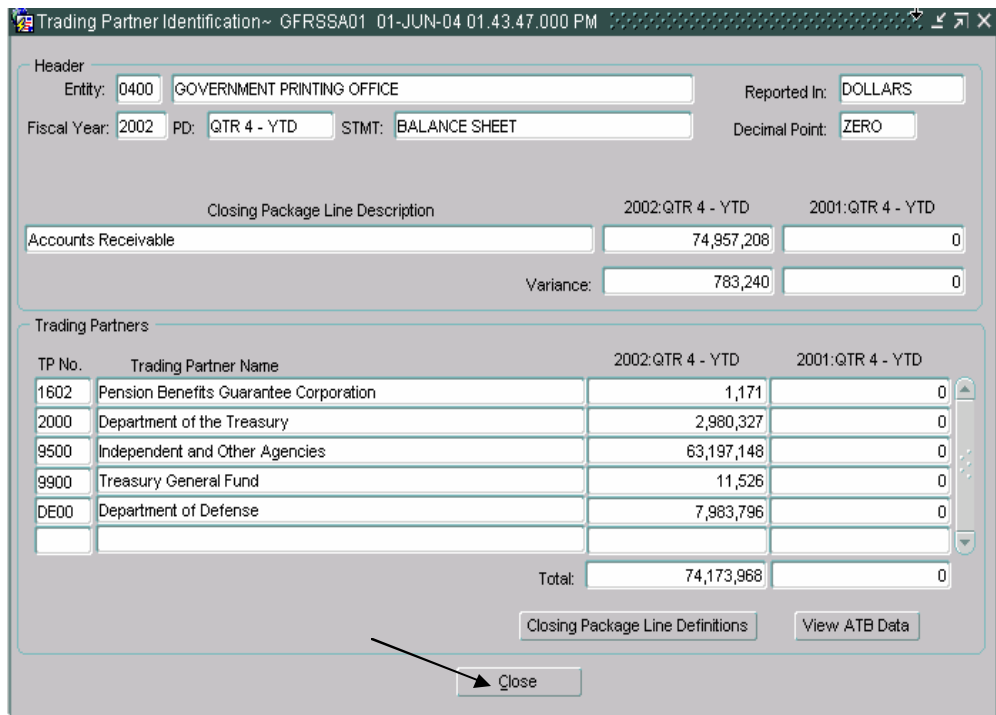 Trading Partner Identification~ GFRSSA01 01-JUN-04 01.43.47.000 PM
Header
Entity: 0400 GOVERNMENT PRINTING OFFICE Reported In: DOLLARS
Fiscal Year: 2002 PD: QTR 4 - YTD STMT: BALANCE SHEET Decimal Point: ZERO
Closing Package Line Description 2002:QTR 4 - YTD 2001:QTR 4 - YTD
Accounts Receivable 74,957,208 0
Variance: 783,240 0
Trading Partners
TP No. Trading Partner Name 2002:QTR 4 - YTD 2001:QTR 4 - YTD
1602 Pension Benefits Guarantee Corporation 1,171 0
2000 Department of the Treasury 2,980,327 0
9500 Independent and Other Agencies 63,197,148 0
9900 Treasury General Fund 11,526 0
DE00 Department of Defense 7,983,796 0
Total: 74,173,968 0
Closing Package Line Definitions View ATB Data
Close